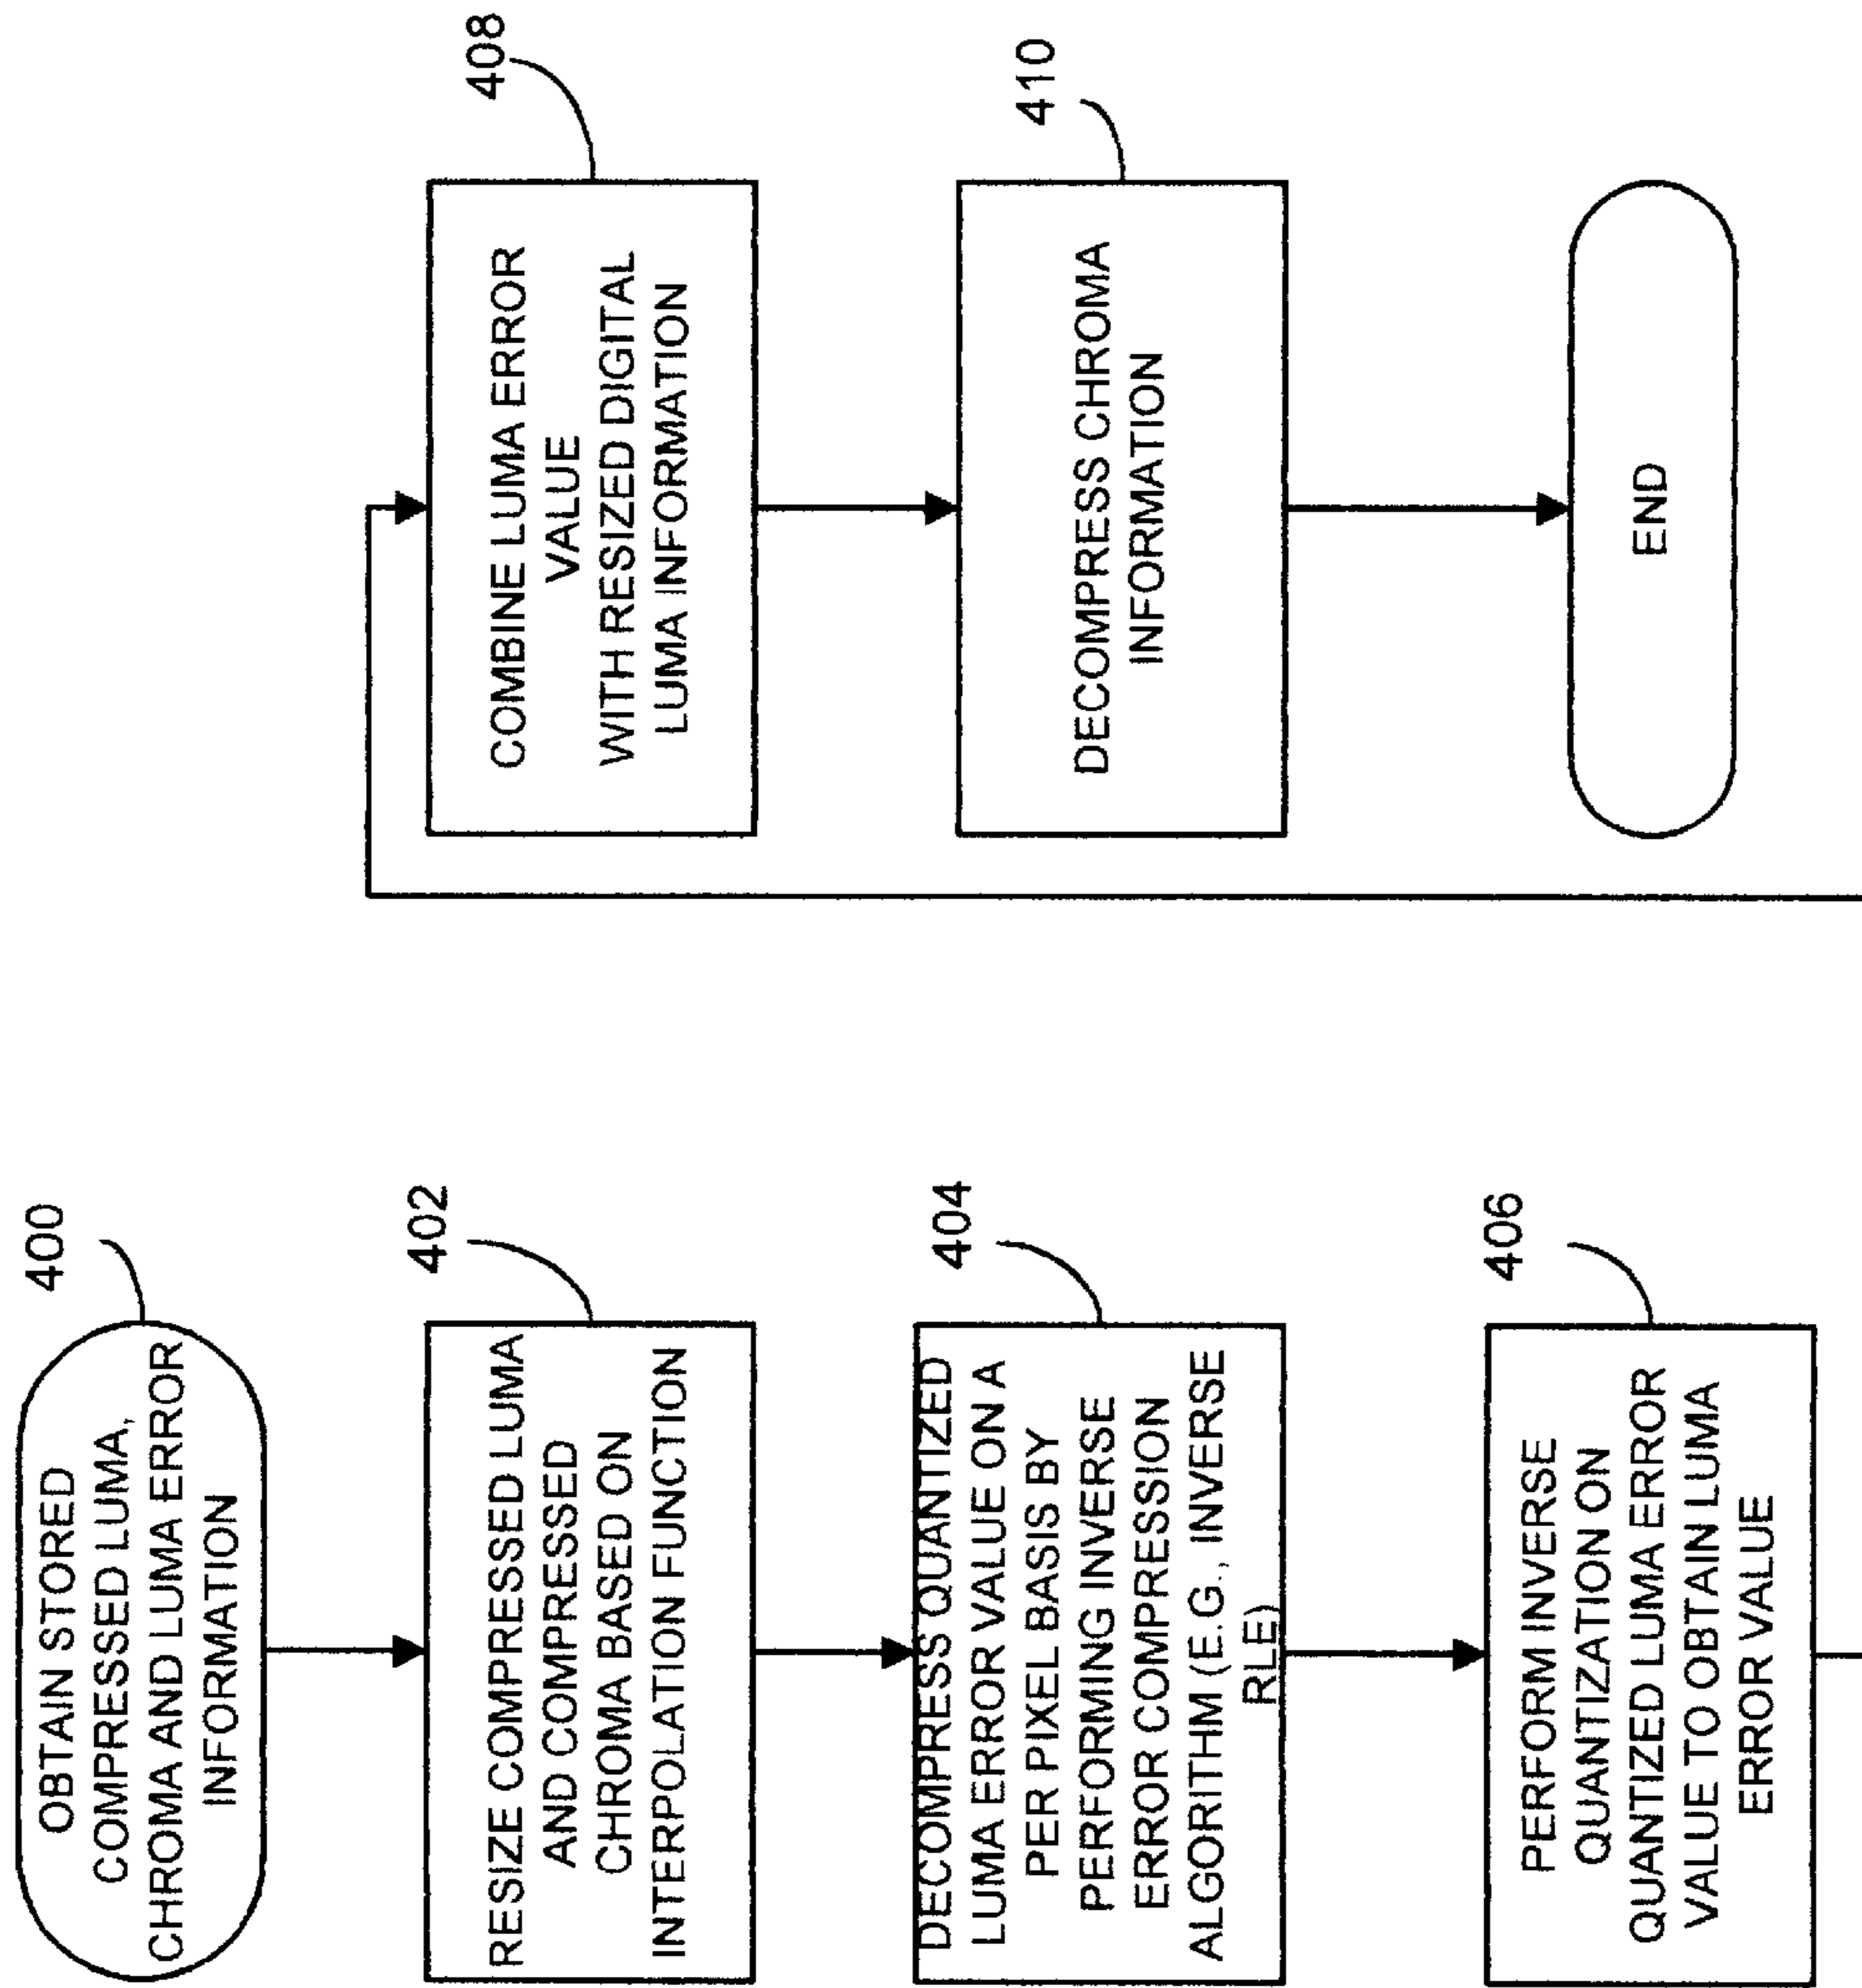 400
OBTAIN STORED
COMPRESSED LUMA,
CHROMA AND LUMA ERROR
INFORMATION
402
RESIZE COMPRESSED LUMA
AND COMPRESSED
CHROMA BASED ON
INTERPOLATION FUNCTION
404
DECOMPRESS QUANTIZED
LUMA ERROR VALUE ON A
PER PIXEL BASIS BY
PERFORMING INVERSE
ERROR COMPRESSION
ALGORITHM (E.G., INVERSE
RLE)
406
PERFORM INVERSE
QUANTIZATION ON
QUANTIZED LUMA ERROR
VALUE TO OBTAIN LUMA
ERROR VALUE
408
COMBINE LUMA ERROR
VALUE
WITH RESIZED DIGITAL
LUMA INFORMATION
410
DECOMPRESS CHROMA
INFORMATION
END